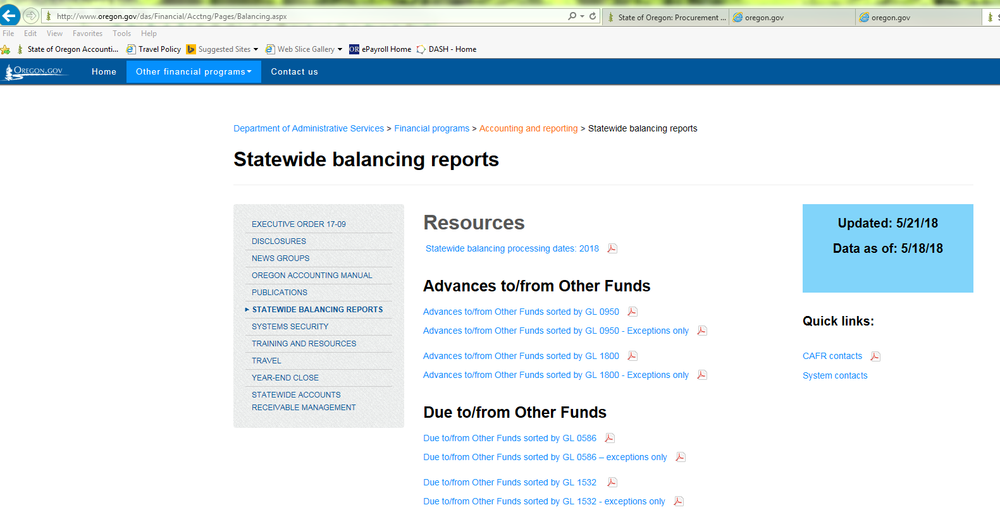 http://www.oregon.gov/das/Financial/Acctng/Pages/Balancing.aspx
State of Oregon: Procurement ...
oregon.gov
oregon.gov
File Edit View Favorites Tools Help
State of Oregon Accounti... Travel Policy Suggested Sites Web Slice Gallery OR ePayroll Home DASH - Home
OREGON.GOV Home Other financial programs Contact us
Department of Administrative Services > Financial programs > Accounting and reporting > Statewide balancing reports
Statewide balancing reports
EXECUTIVE ORDER 17-09
DISCLOSURES
NEWS GROUPS
OREGON ACCOUNTING MANUAL
PUBLICATIONS
STATEWIDE BALANCING REPORTS
SYSTEMS SECURITY
TRAINING AND RESOURCES
TRAVEL
YEAR-END CLOSE
STATEWIDE ACCOUNTS
RECEIVABLE MANAGEMENT
Resources
Statewide balancing processing dates: 2018
Advances to/from Other Funds
Advances to/from Other Funds sorted by GL 0950
Advances to/from Other Funds sorted by GL 0950 - Exceptions only
Advances to/from Other Funds sorted by GL 1800
Advances to/from Other Funds sorted by GL 1800 - Exceptions only
Due to/from Other Funds
Due to/from Other Funds sorted by GL 0586
Due to/from Other Funds sorted by GL 0586 – exceptions only
Due to/from Other Funds sorted by GL 1532
Due to/from Other Funds sorted by GL 1532 - exceptions only
Updated: 5/21/18
Data as of: 5/18/18
Quick links:
CAFR contacts
System contacts